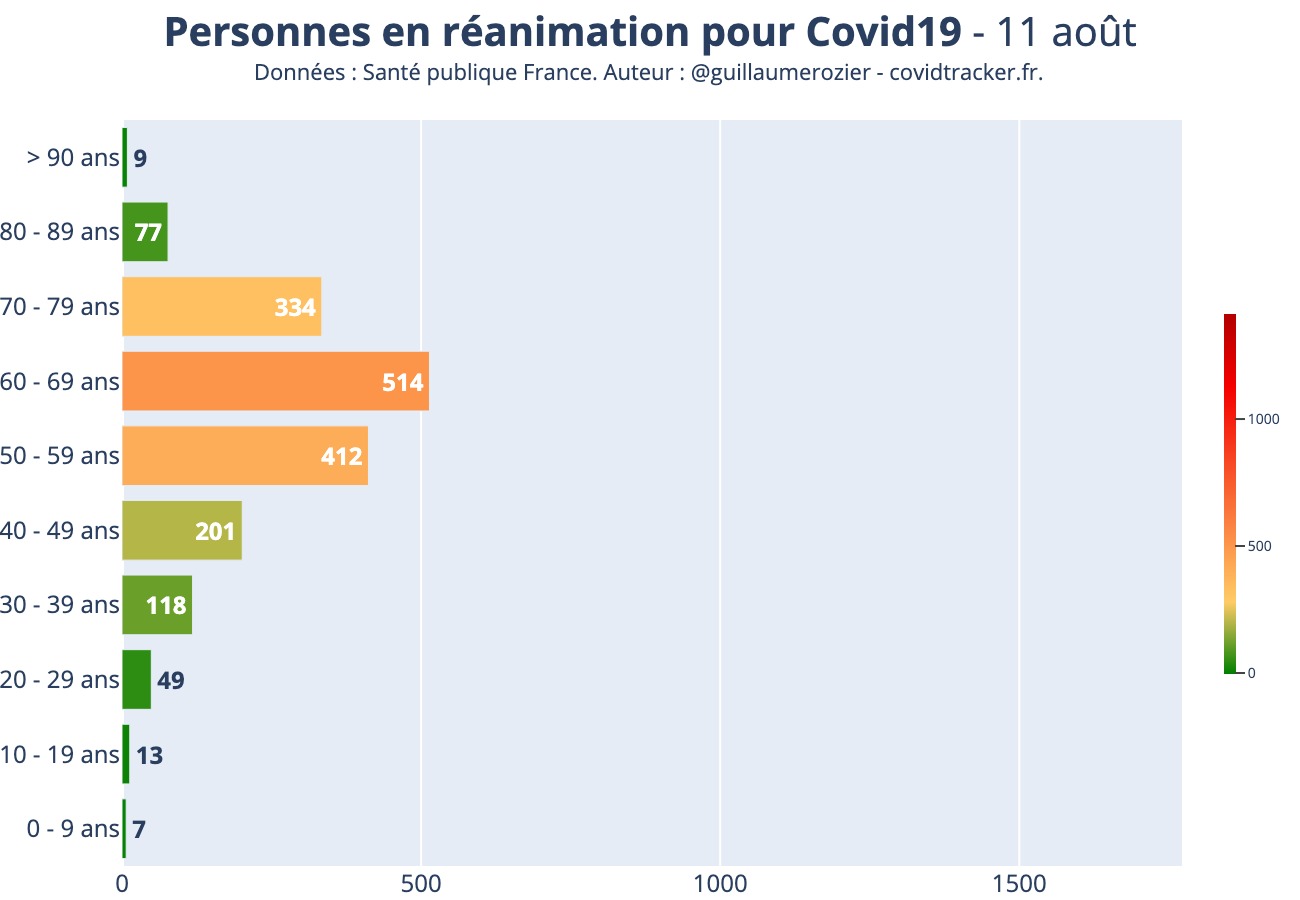 Personnes en réanimation pour Covid19 - 11 août
Données : Santé publique France. Auteur : @guillaumerozier - covidtracker.fr.
> 90 ans 9
80 - 89 ans 77
70 - 79 ans 334
60 - 69 ans 514
50 - 59 ans 412
40 - 49 ans 201
30 - 39 ans 118
20 - 29 ans 49
10 - 19 ans 13
0 - 9 ans 7
0 500 1000 1500
1000
500
0